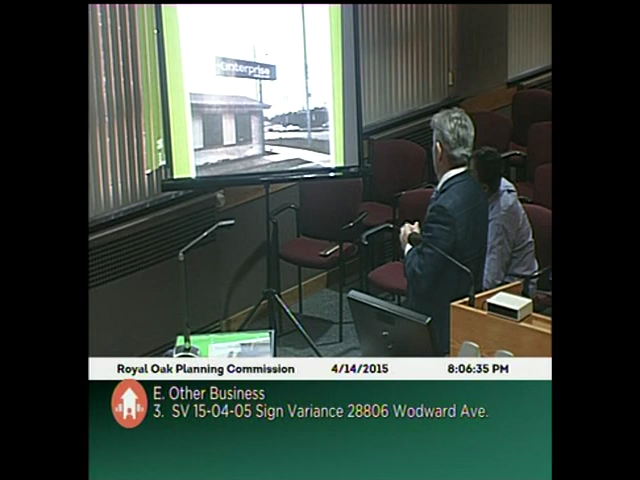 enterprise
Royal Oak Planning Commission 4/14/2015 8:06:35 PM
E. Other Business
3. SV 15-04-05 Sign Variance 28806 Wodward Ave.